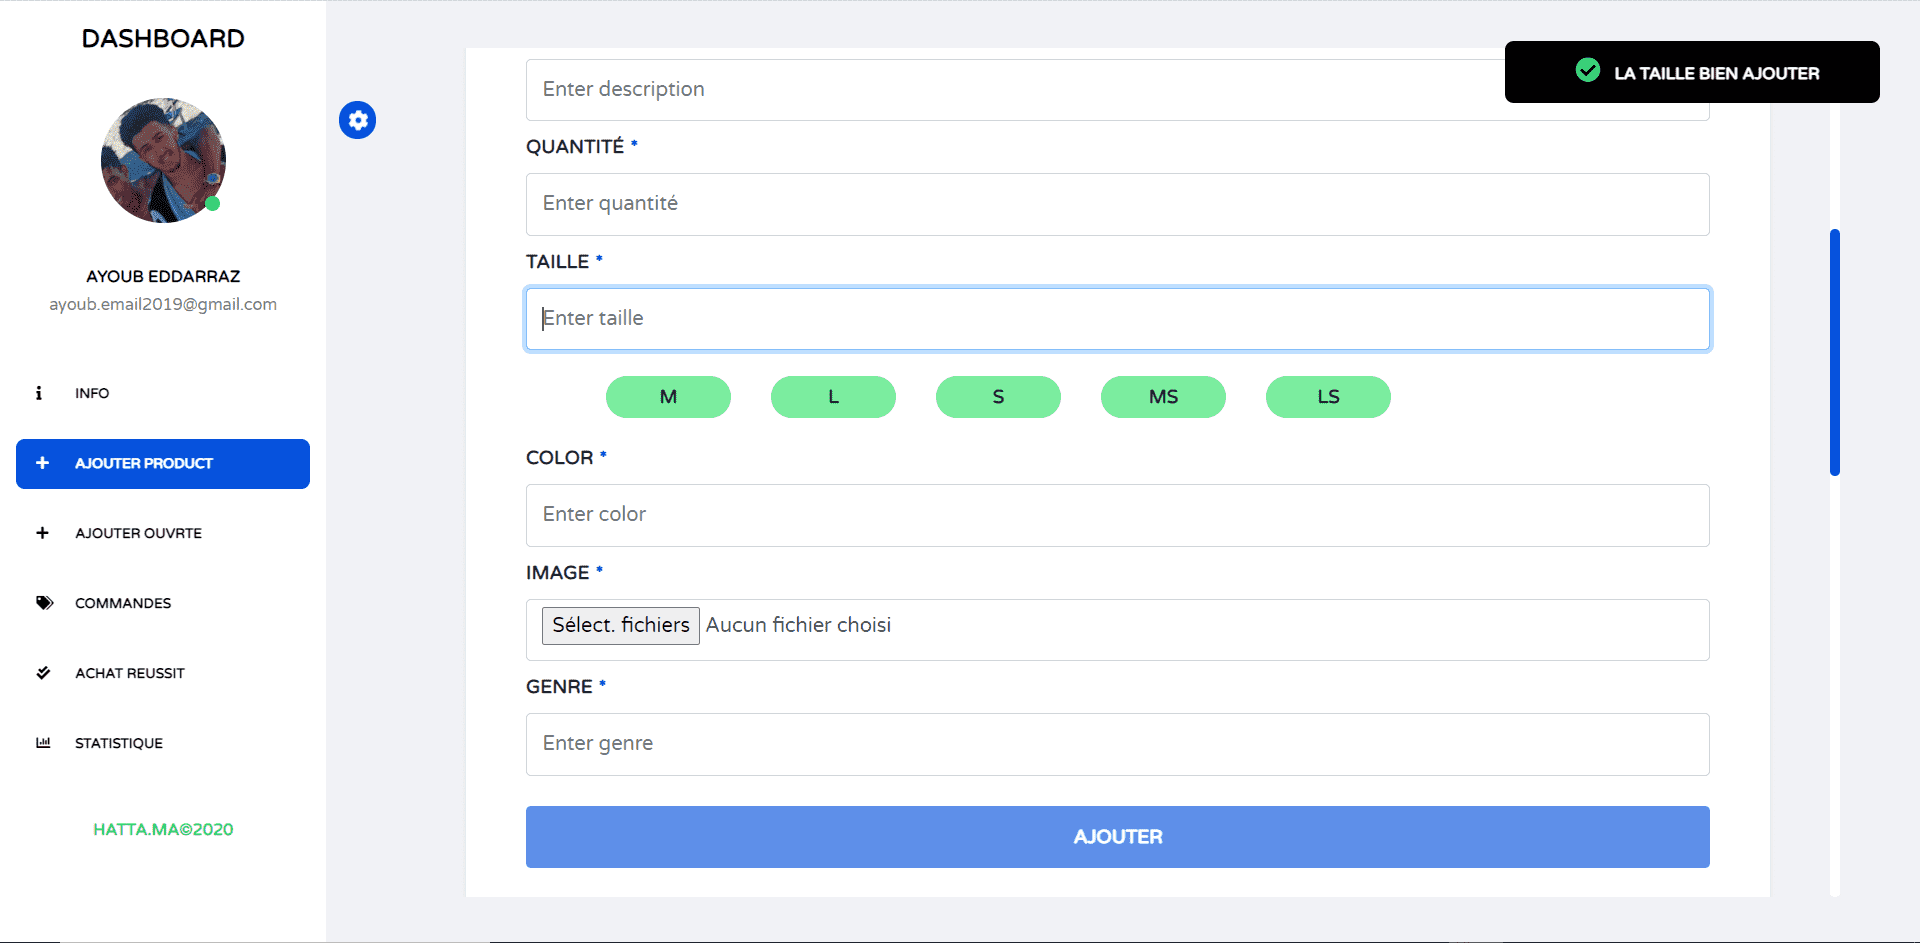 DASHBOARD
AYOUB EDDARRAZ
ayoub.email2019@gmail.com
INFO
AJOUTER PRODUCT
AJOUTER OUVRTE
COMMANDES
ACHAT REUSSIT
STATISTIQUE
HATTA.MA©2020
LA TAILLE BIEN AJOUTER
Enter description
QUANTITÉ *
Enter quantité
TAILLE *
Enter taille
M L S MS LS
COLOR *
Enter color
IMAGE *
Sélect. fichiers Aucun fichier choisi
GENRE *
Enter genre
AJOUTER